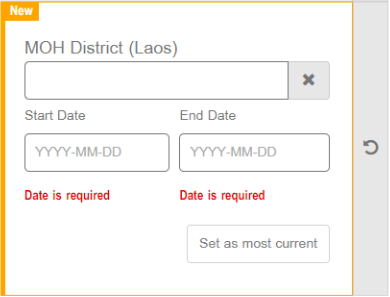 New
MOH District (Laos)
Start Date End Date
YYYY-MM-DD YYYY-MM-DD
Date is required Date is required
Set as most current